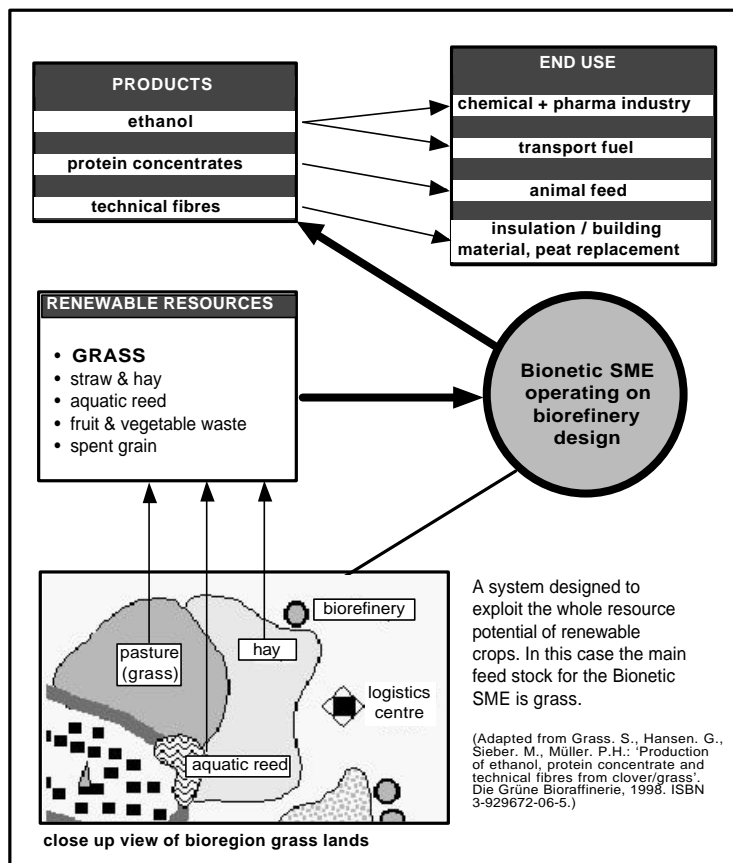 PRODUCTS
ethanol
protein concentrates
technical fibres
END USE
chemical + pharma industry
transport fuel
animal feed
insulation / building
material, peat replacement
RENEWABLE RESOURCES
• GRASS
• straw & hay
• aquatic reed
• fruit & vegetable waste
• spent grain
Bionetic SME
operating on
biorefinery
design
biorefinery
pasture
(grass)
hay
logistics
centre
aquatic reed
close up view of bioregion grass lands
A system designed to
exploit the whole resource
potential of renewable
crops. In this case the main
feed stock for the Bionetic
SME is grass.
(Adapted from Grass. S., Hansen. G.,
Sieber. M., Müller. P.H.: ‘Production
of ethanol, protein concentrate and
technical fibres from clover/grass’.
Die Grüne Bioraffinerie, 1998. ISBN
3-929672-06-5.)